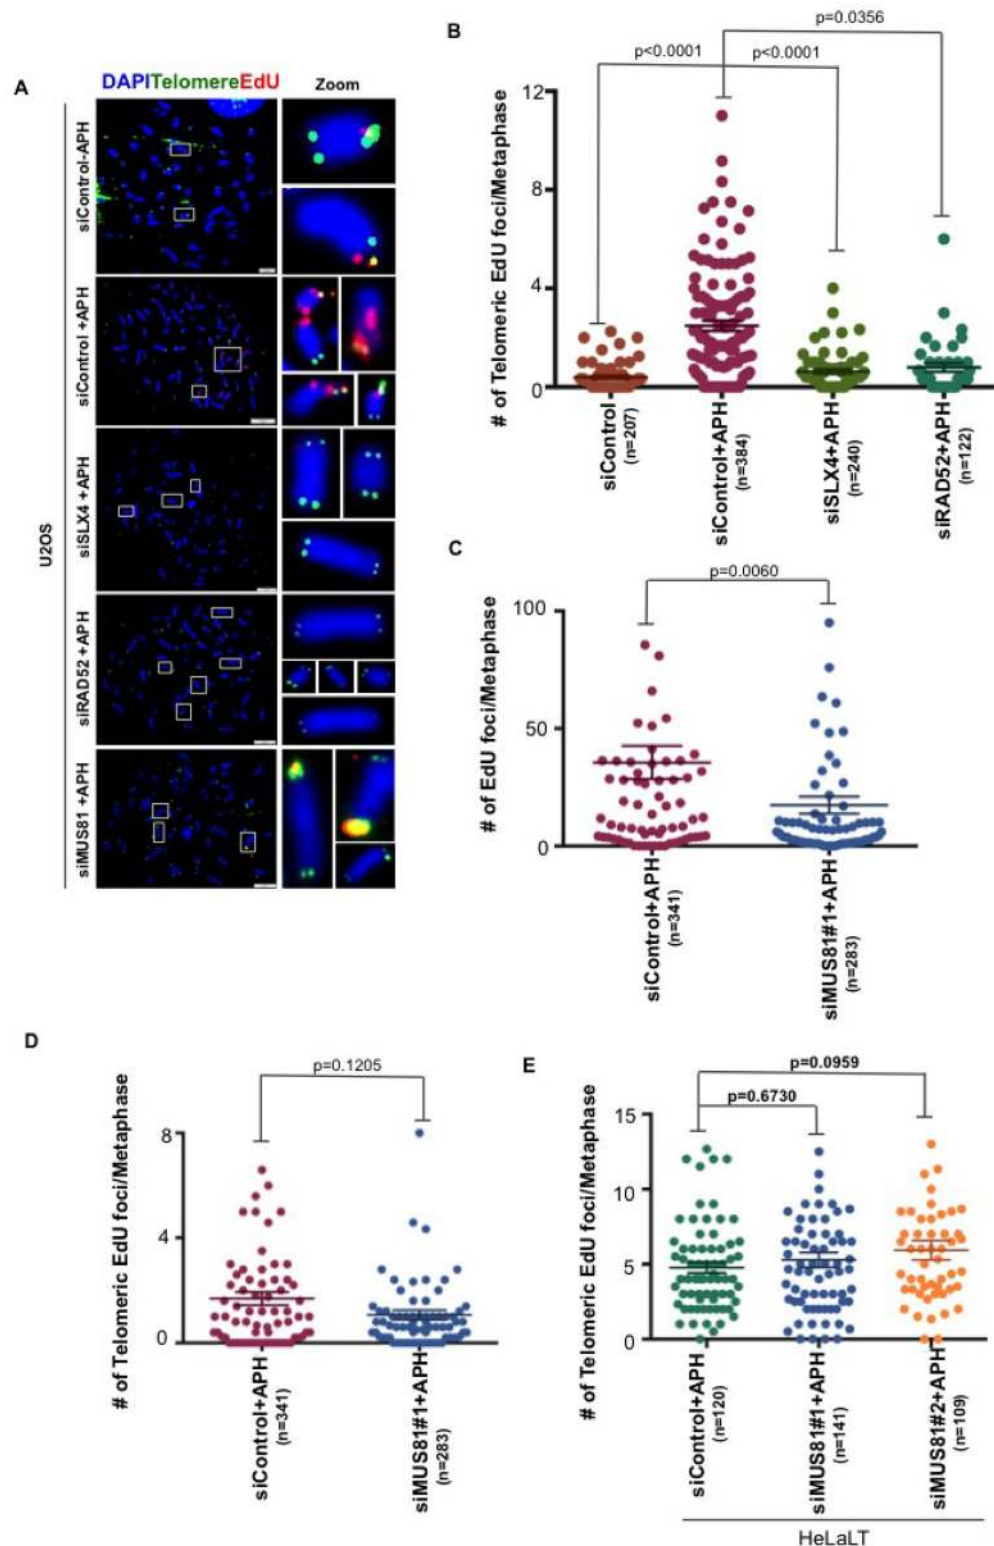 A
DAPITelomereEdU
Zoom
U2OS
siControl-APH
siControl +APH
siSLX4 +APH
siRAD52 +APH
siMUS81 +APH
B
p=0.0356
p<0.0001
p<0.0001
# of Telomeric EdU foci/Metaphase
12
8
4
0
siControl
(n=207)
siControl+APH
(n=384)
siSLX4+APH
(n=240)
siRAD52+APH
(n=122)
C
p=0.0060
# of EdU foci/Metaphase
100
50
0
siControl+APH
(n=341)
siMUS81#1+APH
(n=283)
D
p=0.1205
# of Telomeric EdU foci/Metaphase
8
4
0
siControl+APH
(n=341)
siMUS81#1+APH
(n=283)
E
p=0.0959
p=0.6730
# of Telomeric EdU foci/Metaphase
15
10
5
0
siControl+APH
(n=120)
siMUS81#1+APH
(n=141)
siMUS81#2+APH
(n=109)
HeLaLT